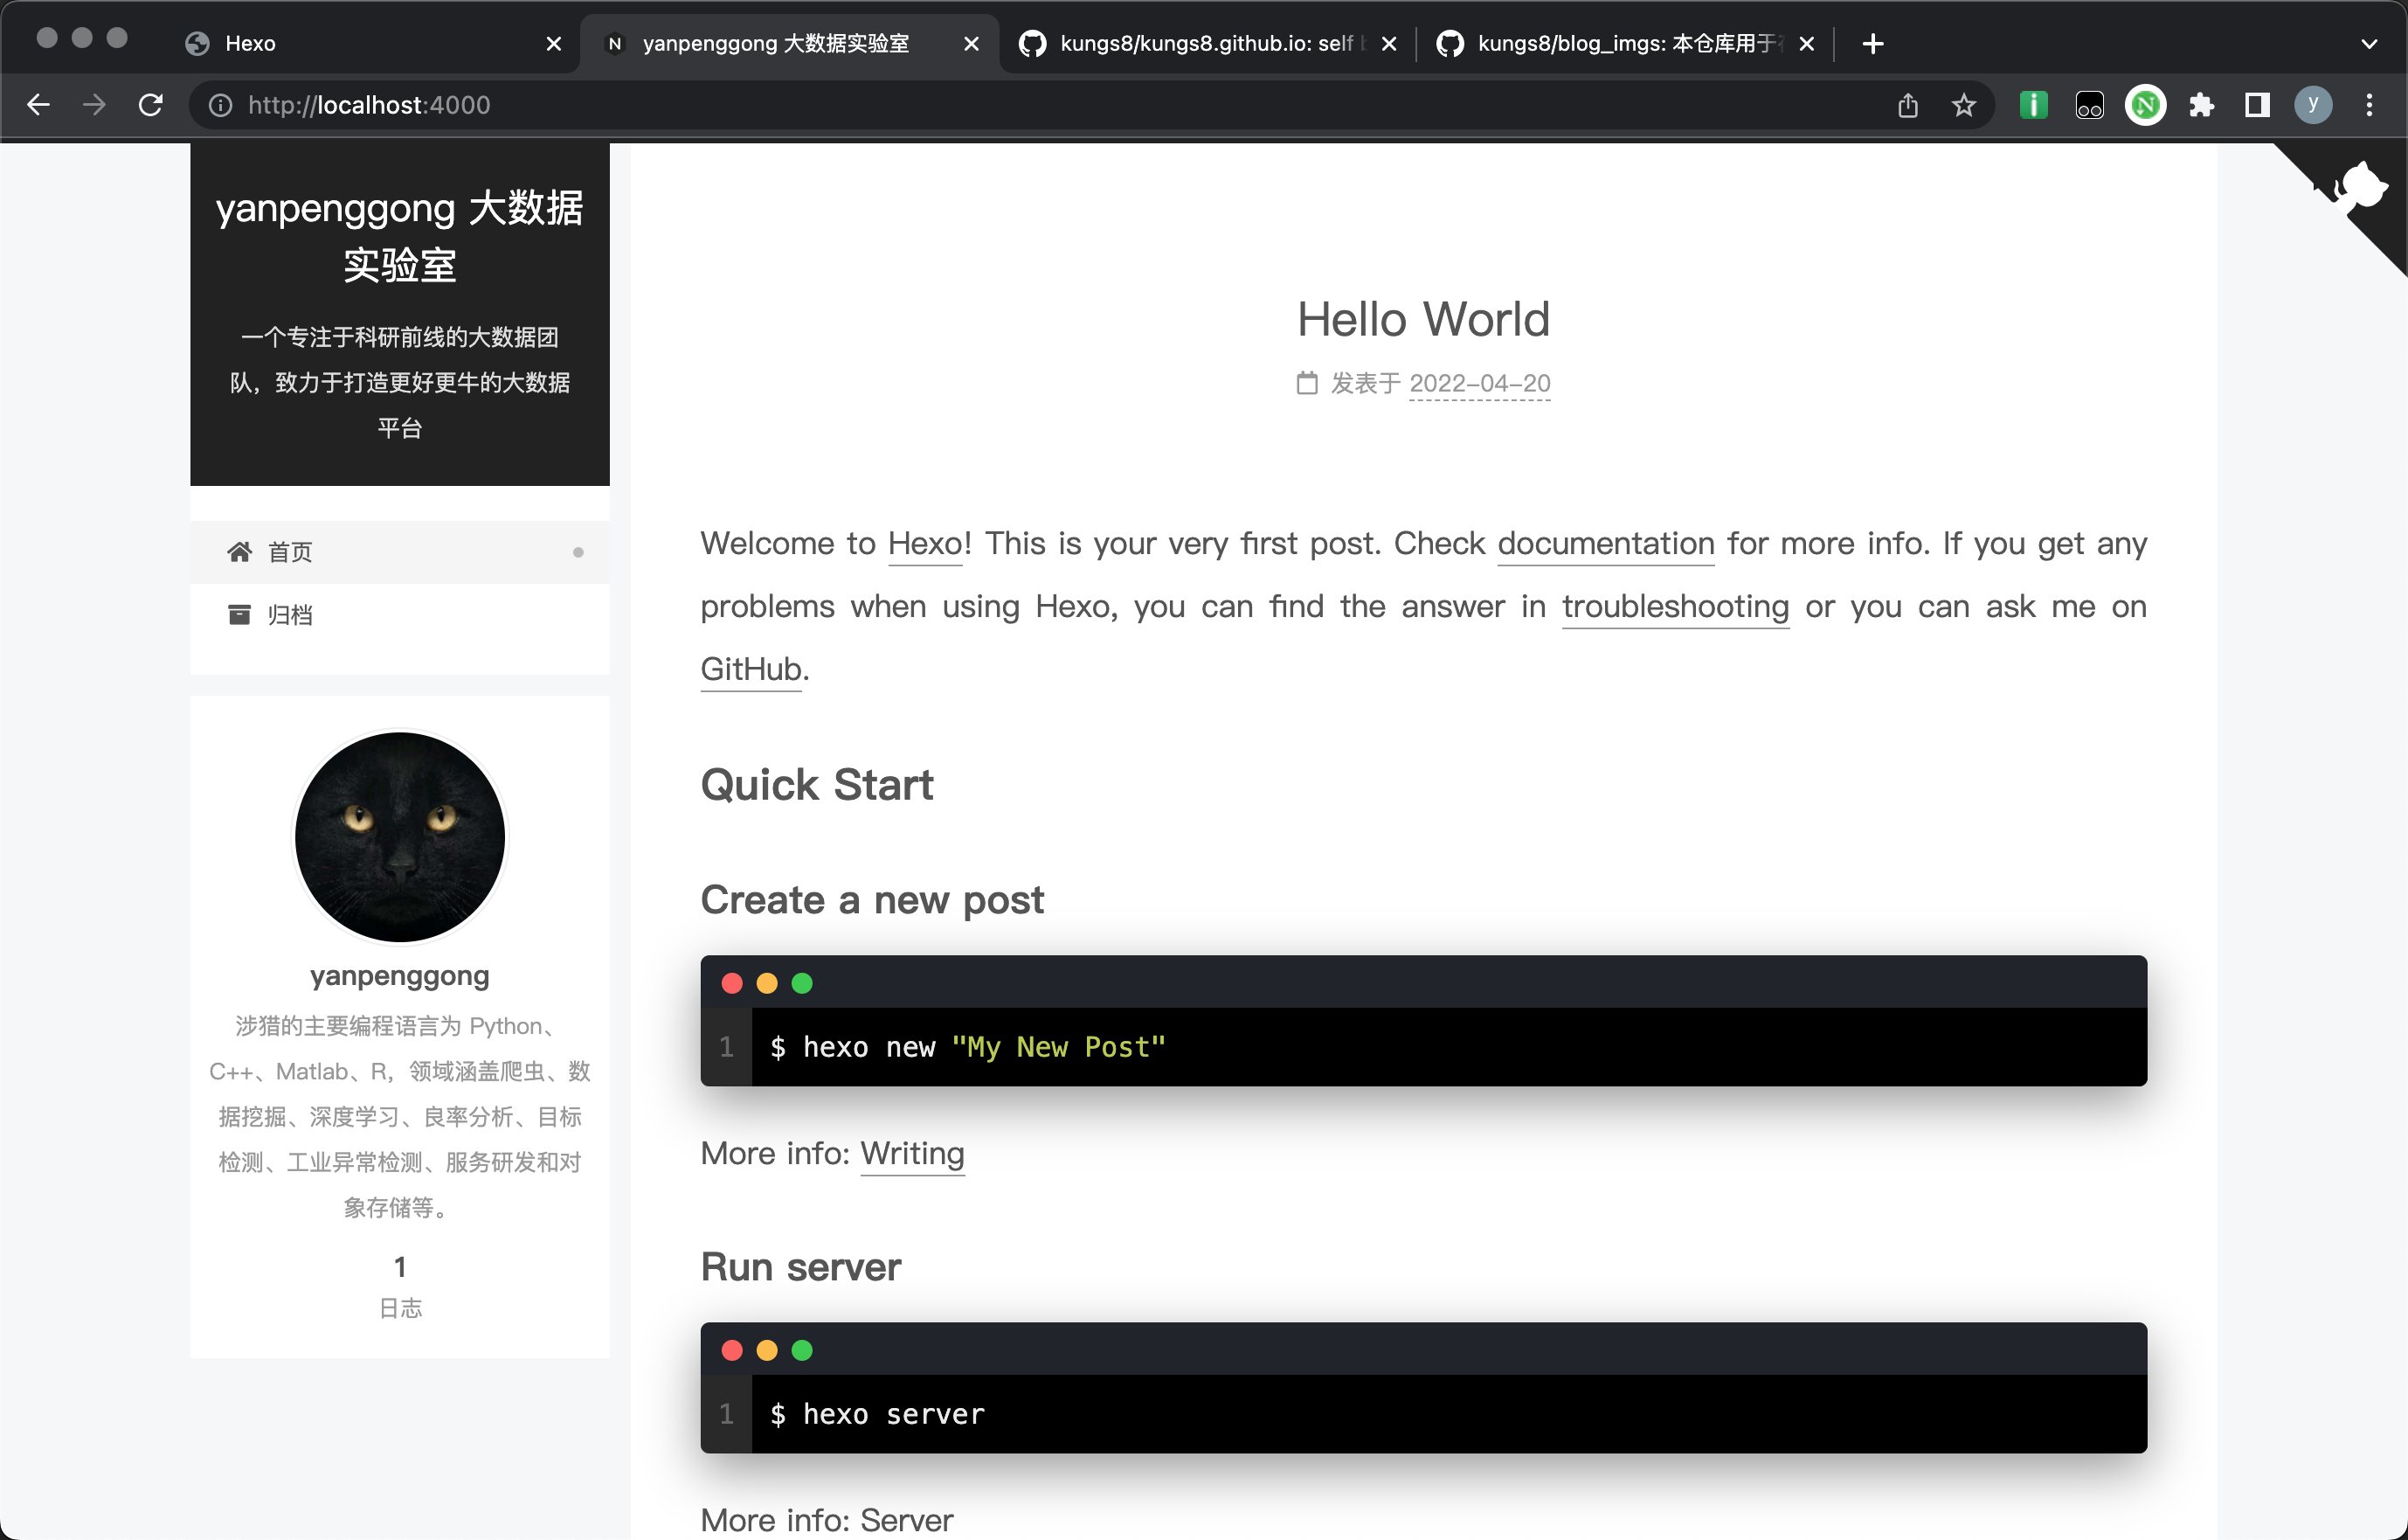 Hexo
yanpenggong 大数据实验室
kungs8/kungs8.github.io: self
kungs8/blog_imgs: 本仓库用于
http://localhost:4000
y
yanpenggong 大数据
实验室
一个专注于科研前线的大数据团
队，致力于打造更好更牛的大数据
平台
首页
归档
yanpenggong
涉猎的主要编程语言为 Python、
C++、Matlab、R，领域涵盖爬虫、数
据挖掘、深度学习、良率分析、目标
检测、工业异常检测、服务研发和对
象存储等。
1
日志
Hello World
发表于 2022-04-20
Welcome to Hexo! This is your very first post. Check documentation for more info. If you get any
problems when using Hexo, you can find the answer in troubleshooting or you can ask me on
GitHub.
Quick Start
Create a new post
1 $ hexo new "My New Post"
More info: Writing
Run server
1 $ hexo server
More info: Server